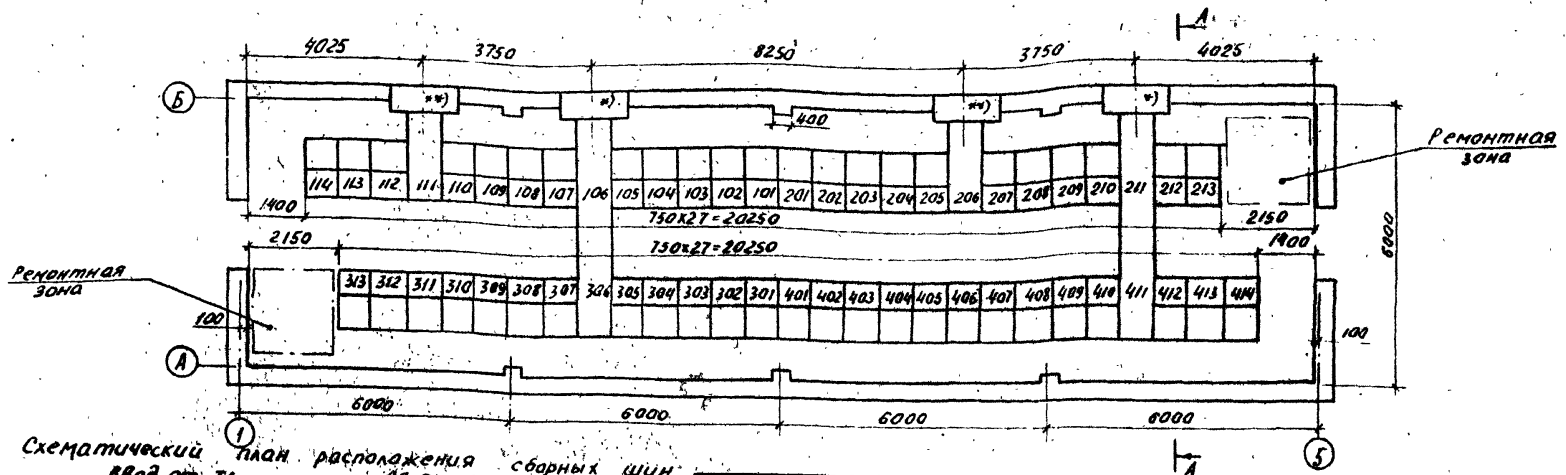 А
4025 3750 8250 3750 4025
Б
**) *) **) *)
400
Ремонтная
зона
114 113 112 111 110 109 108 107 106 105 104 103 102 101 201 202 203 204 205 206 207 208 209 210 211 212 213
1400
750x27=20250
2150
2150
750x27=20250
1400
6000
Ремонтная
зона
313 312 311 310 309 308 307 306 305 304 303 302 301 401 402 403 404 405 406 407 408 409 410 411 412 413 414
100
100
А
6000 6000 6000 6000
1
5
А
Схематический план расположения сборных шин
ввод от